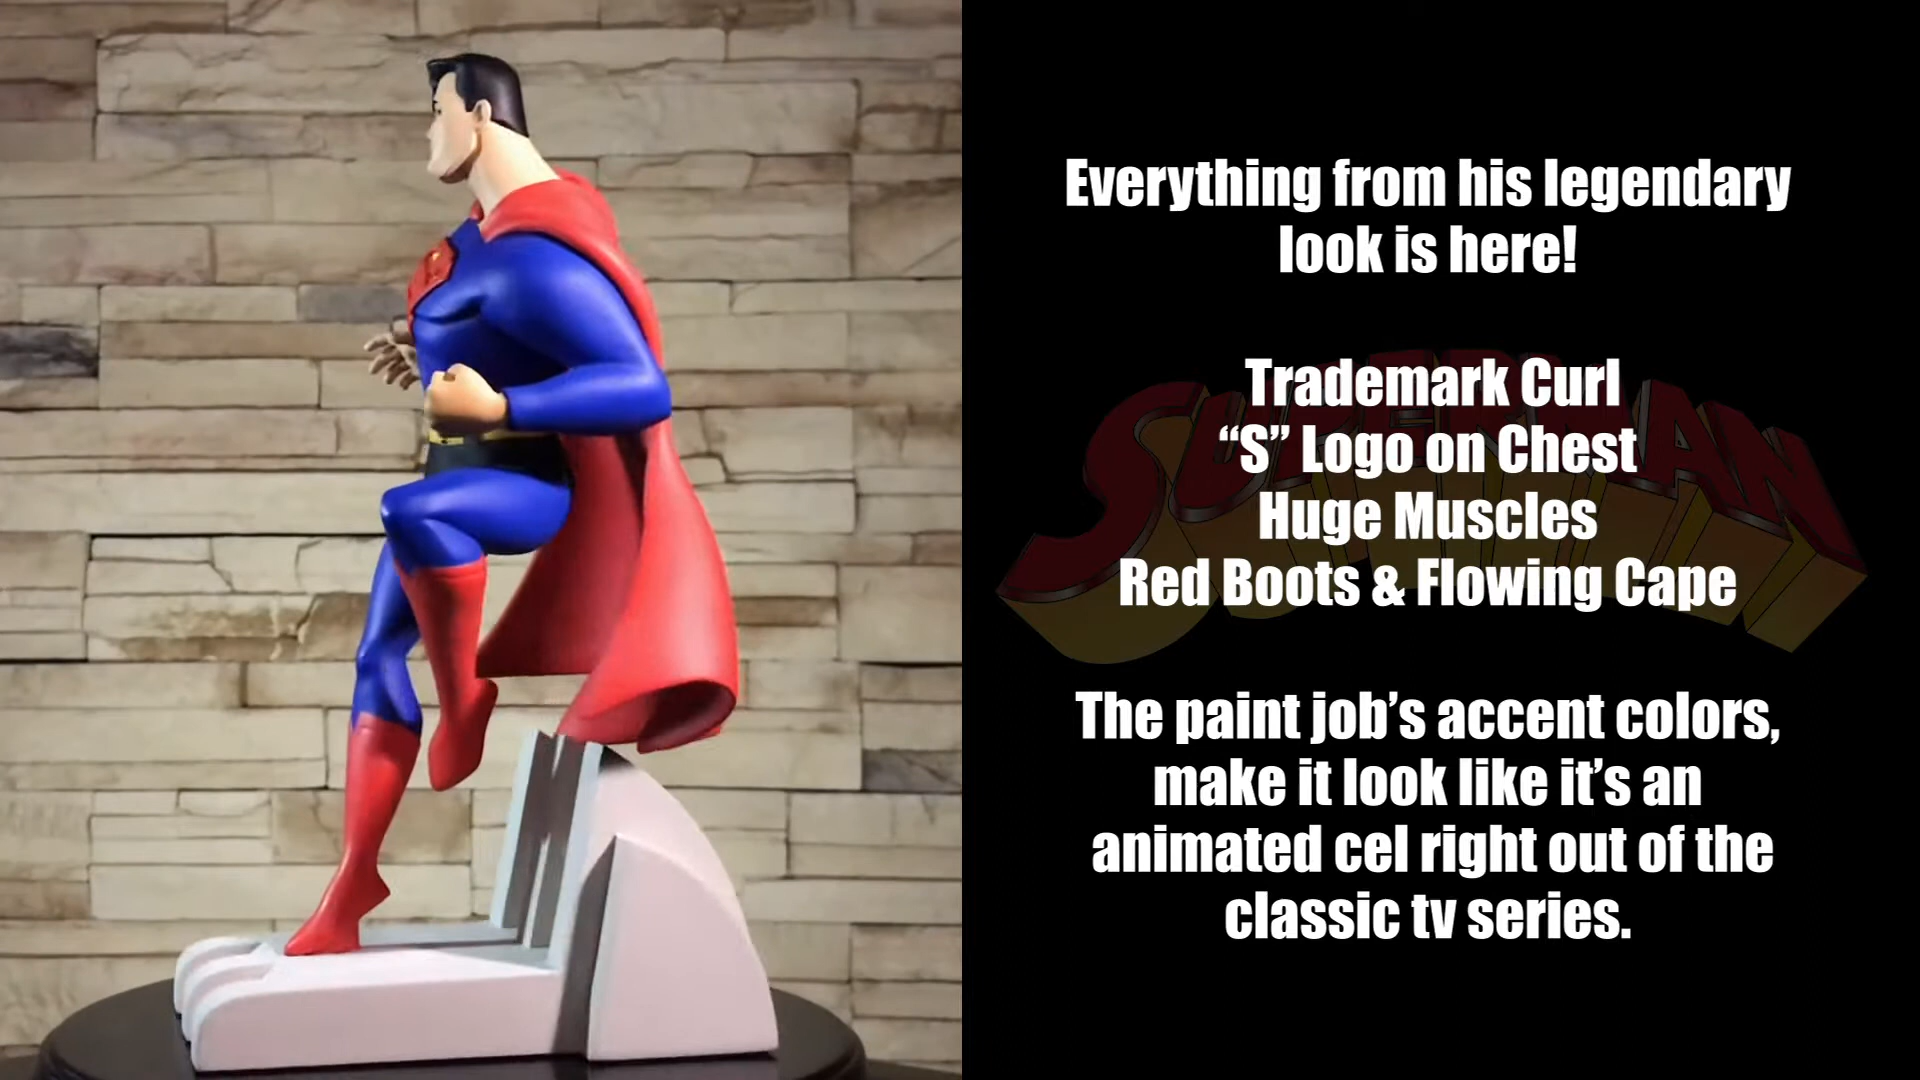 Everything from his legendary
look is here!
SUPERMAN
Trademark Curl
“S” Logo on Chest
Huge Muscles
Red Boots & Flowing Cape
The paint job’s accent colors,
make it look like it’s an
animated cel right out of the
classic tv series.